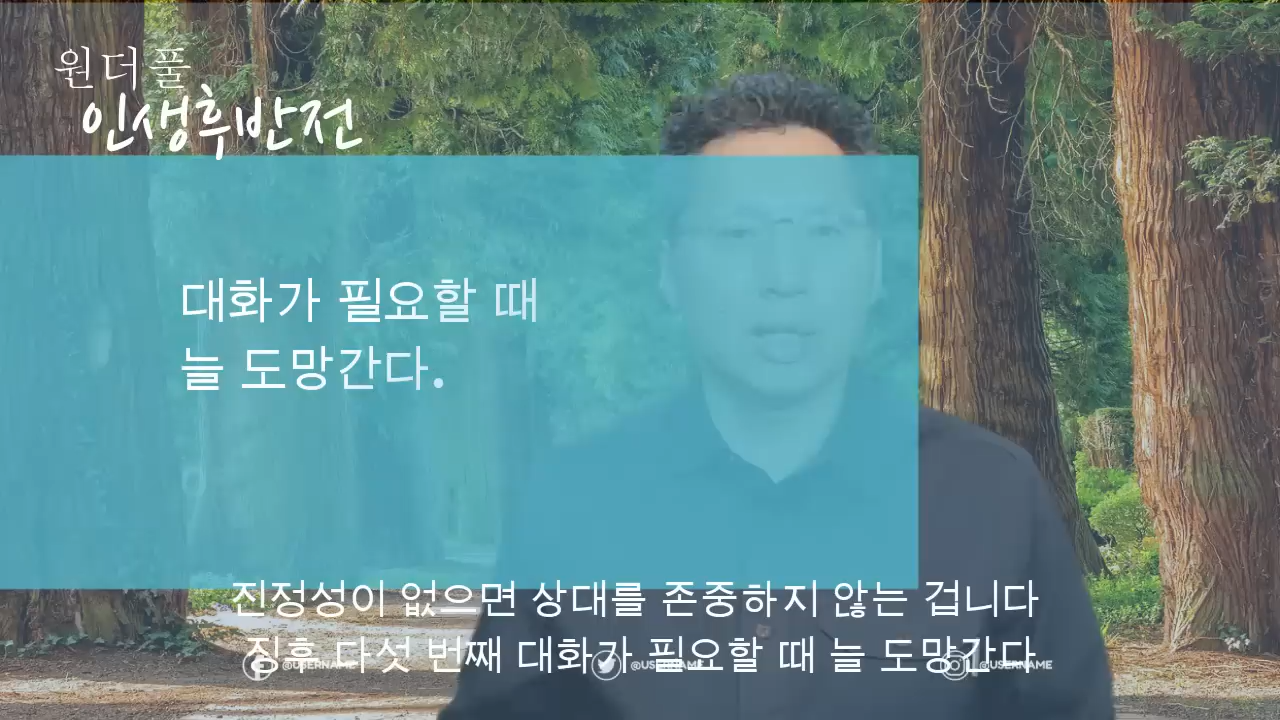 원더풀
인생후반전
대화가 필요할 때
늘 도망간다.
진정성이 없으면 상대를 존중하지 않는 겁니다
징후 다섯 번째 대화가 필요할 때 늘 도망간다
@USERNAME @USERNAME @USERNAME